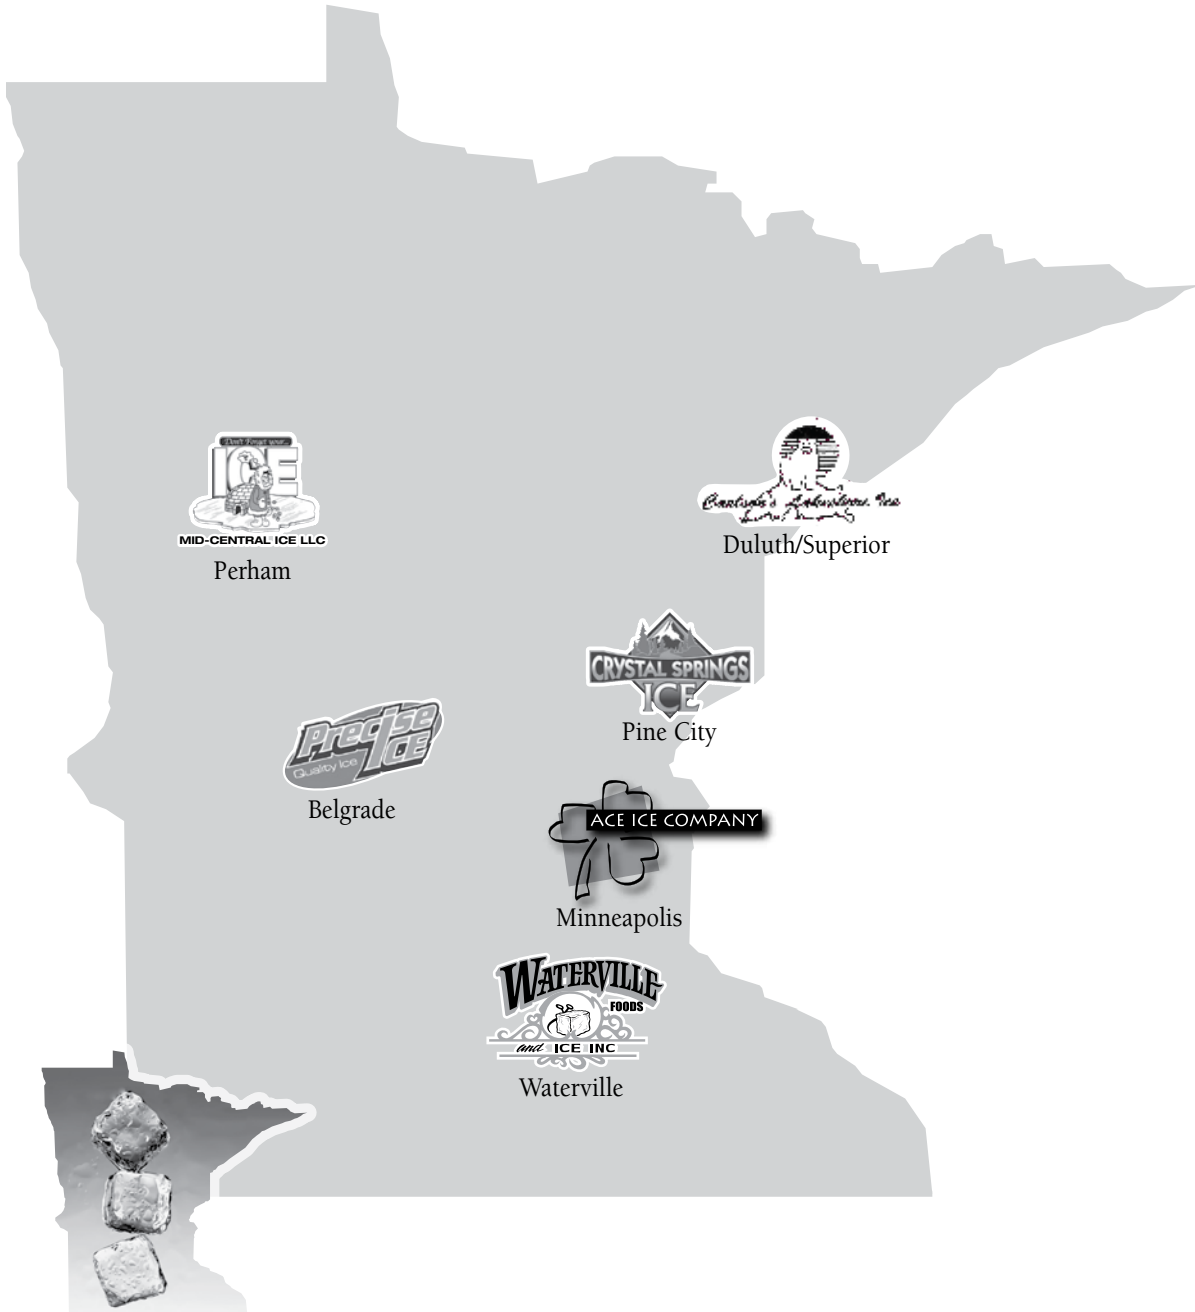 Don't Forget your...
ICE
MID-CENTRAL ICE LLC
Perham
Duluth/Superior
CRYSTAL SPRINGS
ICE
Pine City
Precise
ICE
Quality Ice
Belgrade
ACE ICE COMPANY
Minneapolis
WATERVILLE
FOODS
and ICE INC
Waterville